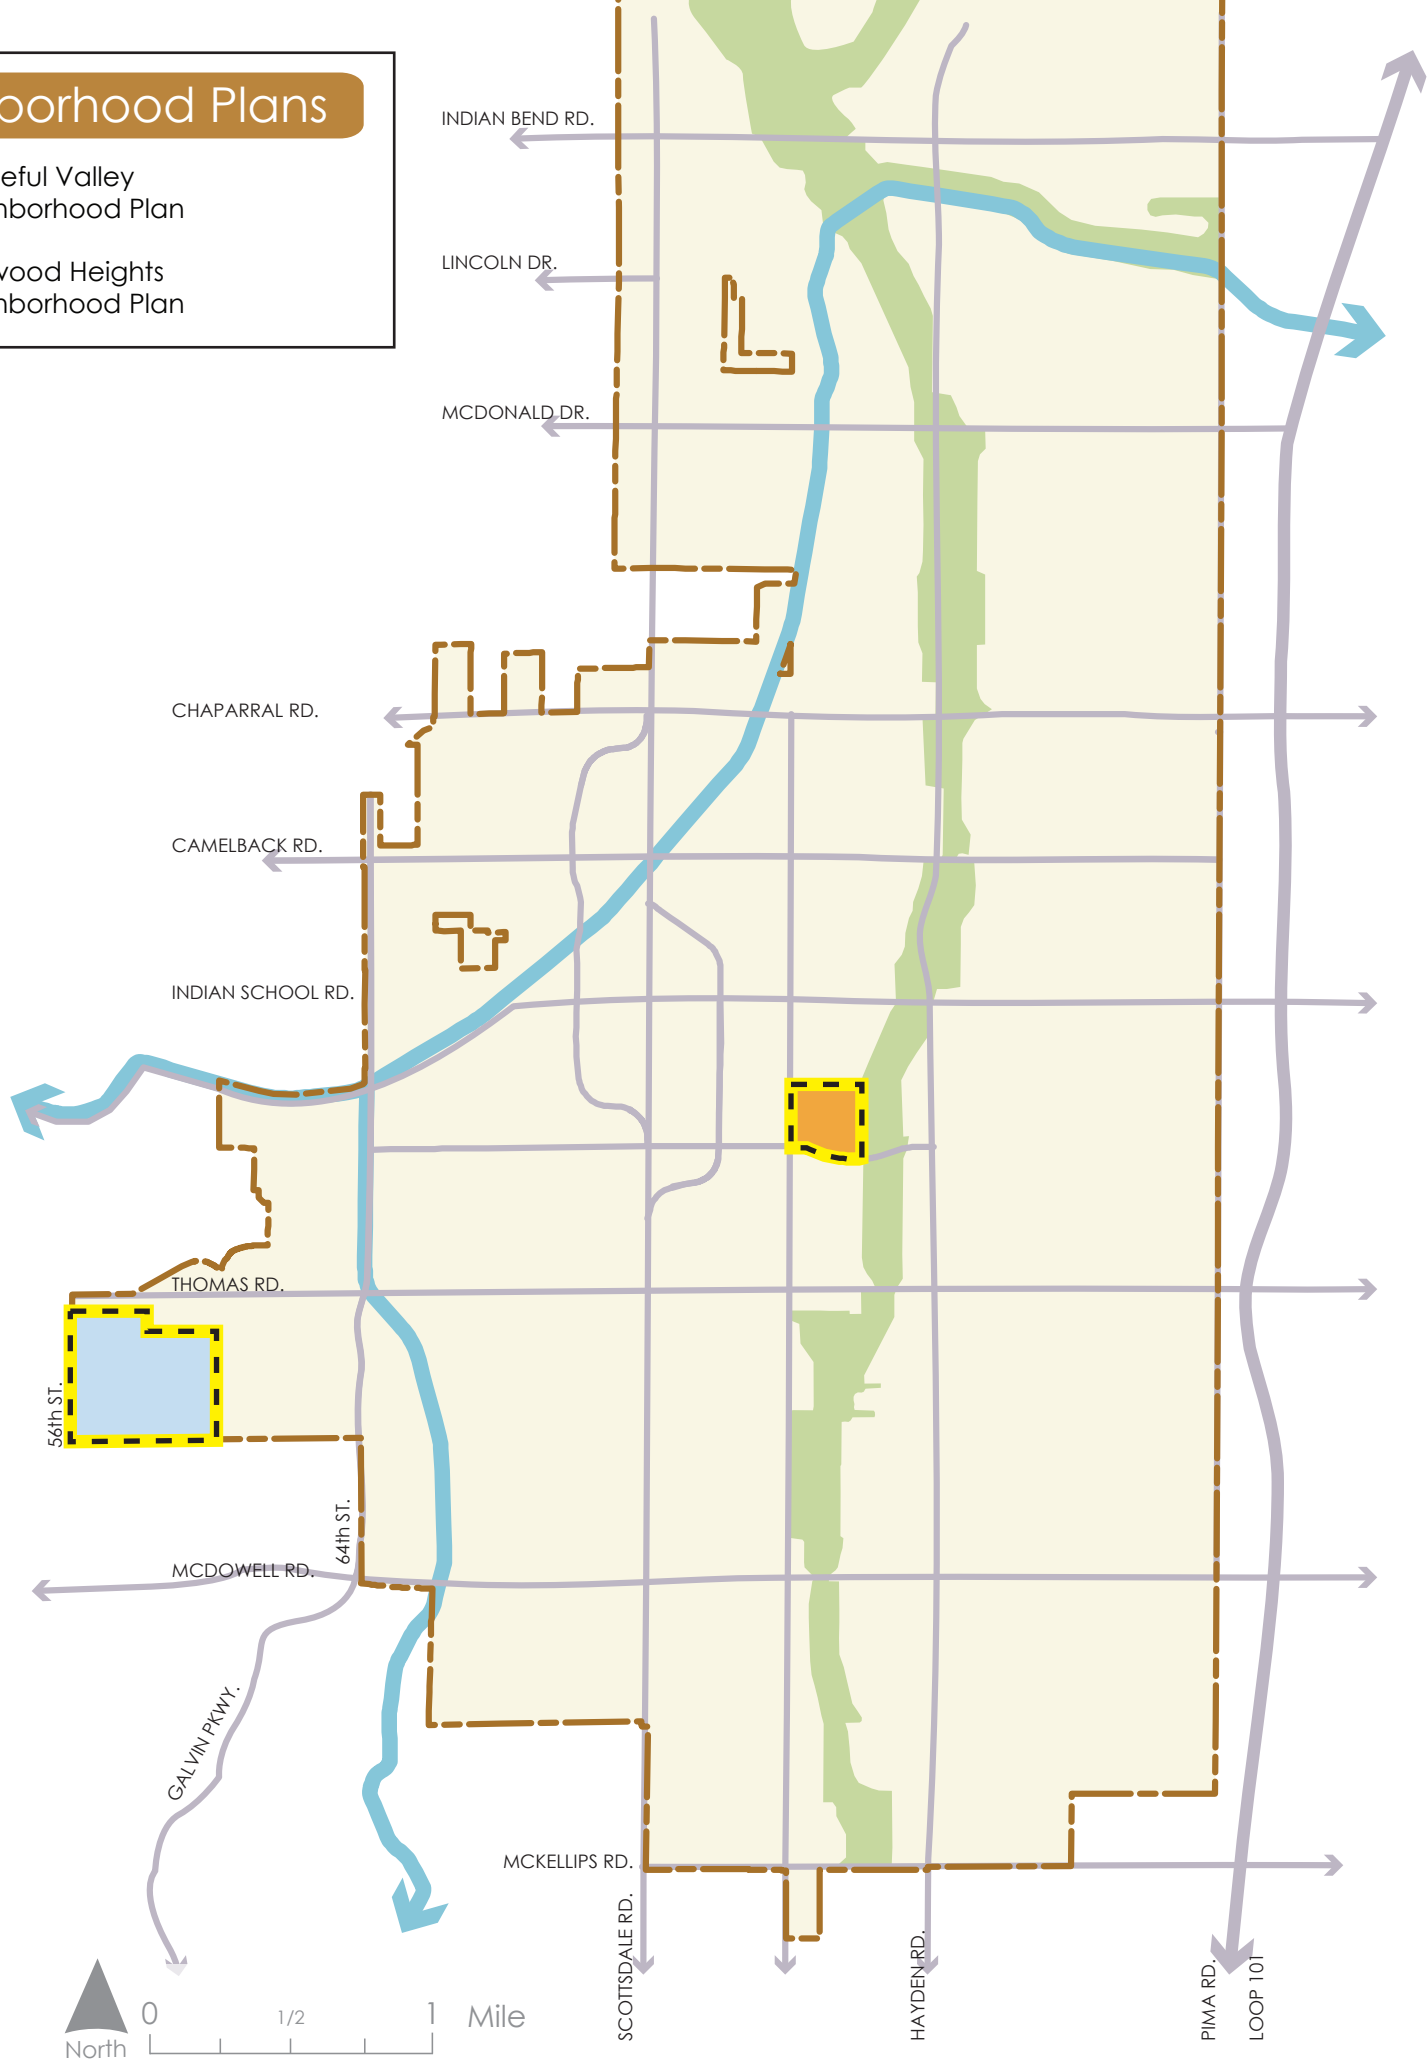 borhood Plans
eful Valley
nborhood Plan
wood Heights
nborhood Plan
INDIAN BEND RD.
LINCOLN DR.
MCDONALD DR.
CHAPARRAL RD.
CAMELBACK RD.
INDIAN SCHOOL RD.
THOMAS RD.
56th ST.
64th ST.
MCDOWELL RD.
GALVIN PKWY.
MCKELLIPS RD.
SCOTTSDALE RD.
HAYDEN RD.
PIMA RD.
LOOP 101
0 1/2 1 Mile
North